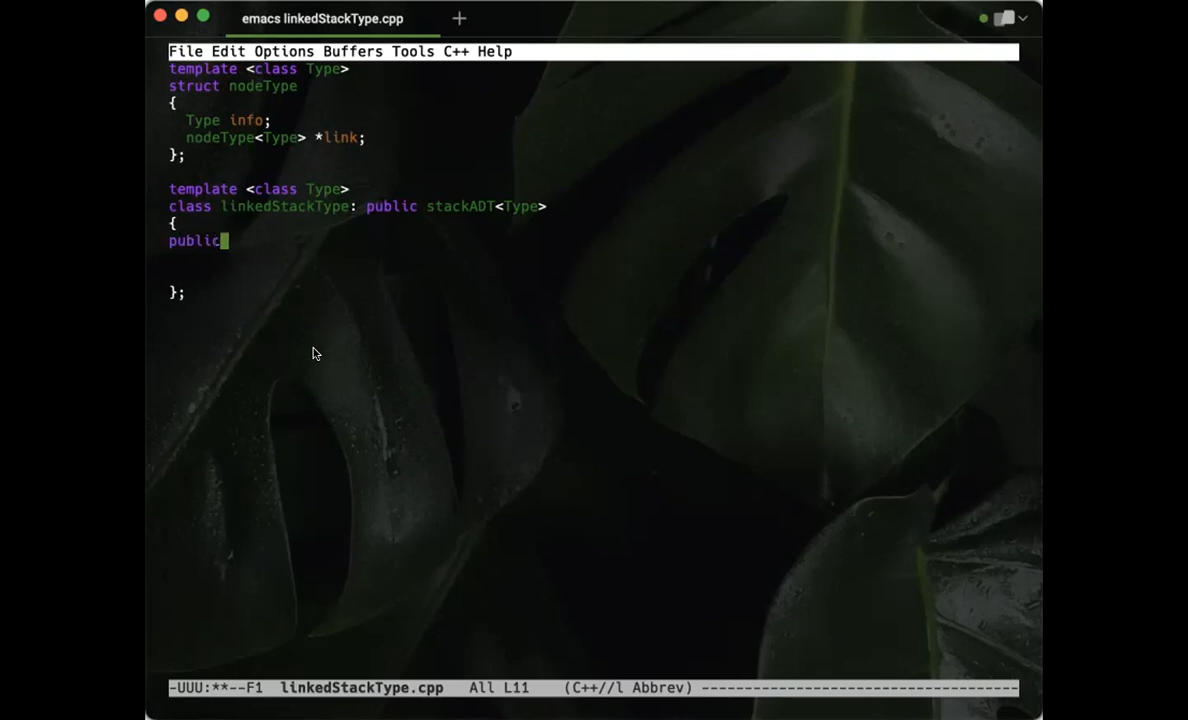 emacs linkedStackType.cpp +
File Edit Options Buffers Tools C++ Help
template <class Type>
struct nodeType
{
  Type info;
  nodeType<Type> *link;
};
template <class Type>
class linkedStackType: public stackADT<Type>
{
public
};
-UUU:**--F1 linkedStackType.cpp All L11 (C++//l Abbrev) -------------------------------------